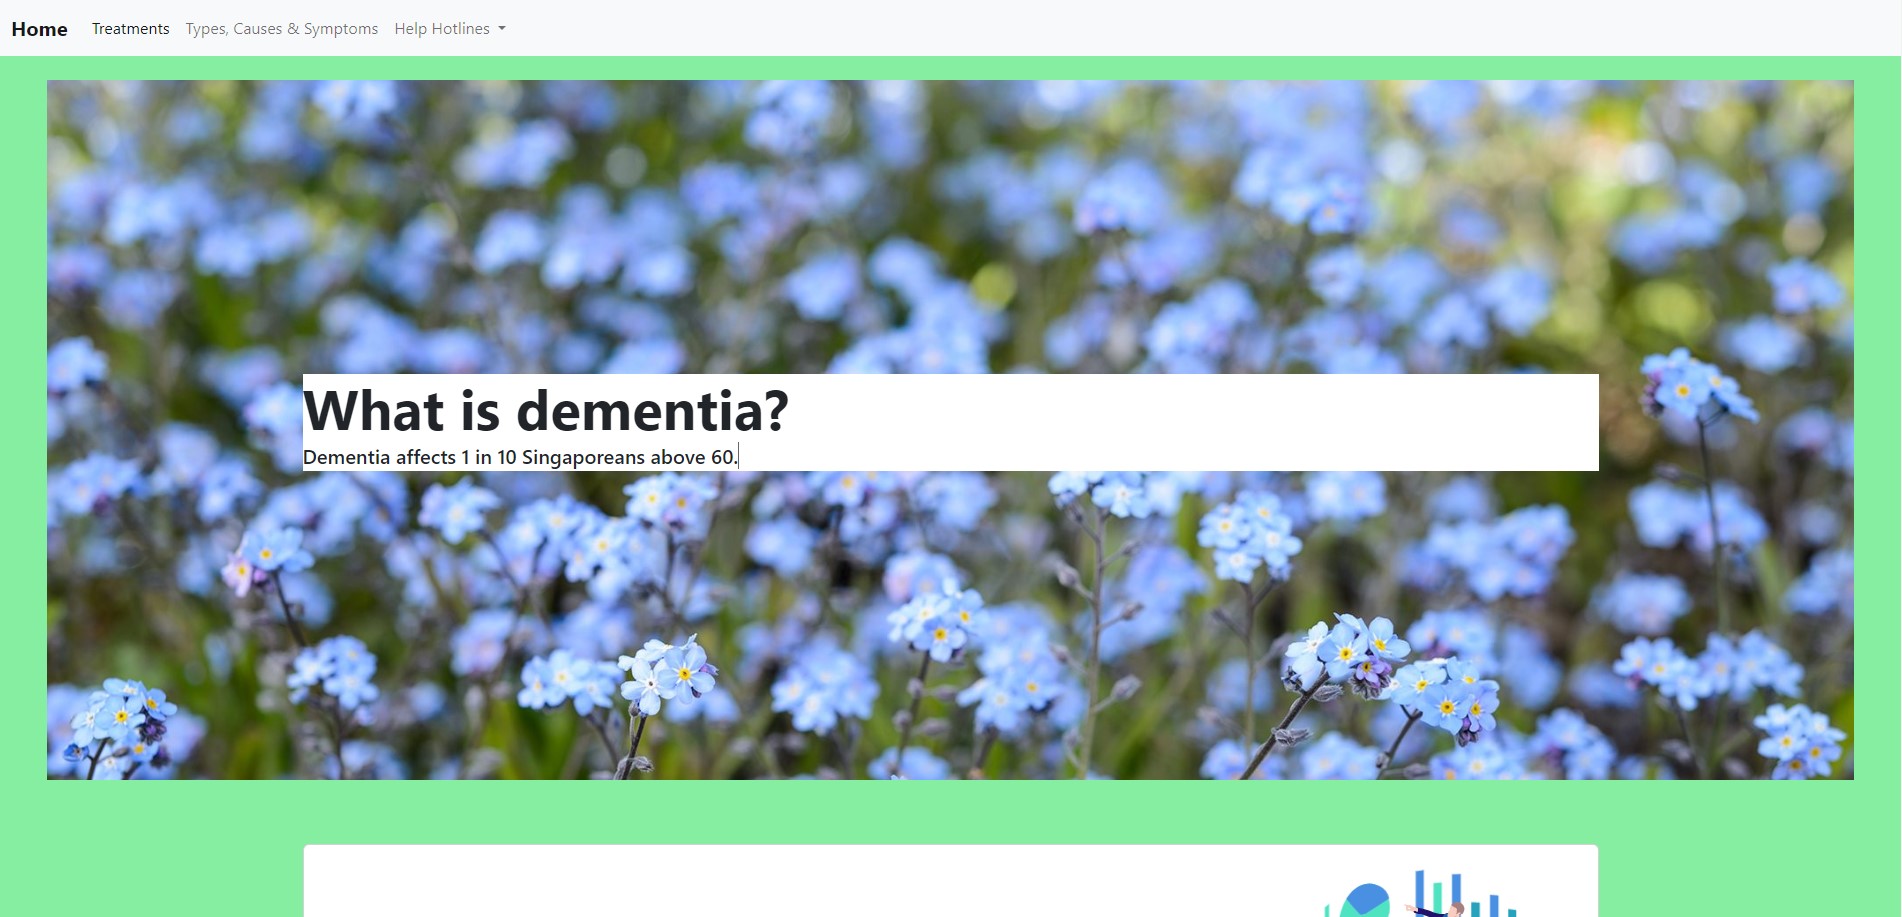 Home Treatments Types, Causes & Symptoms Help Hotlines
What is dementia?
Dementia affects 1 in 10 Singaporeans above 60.